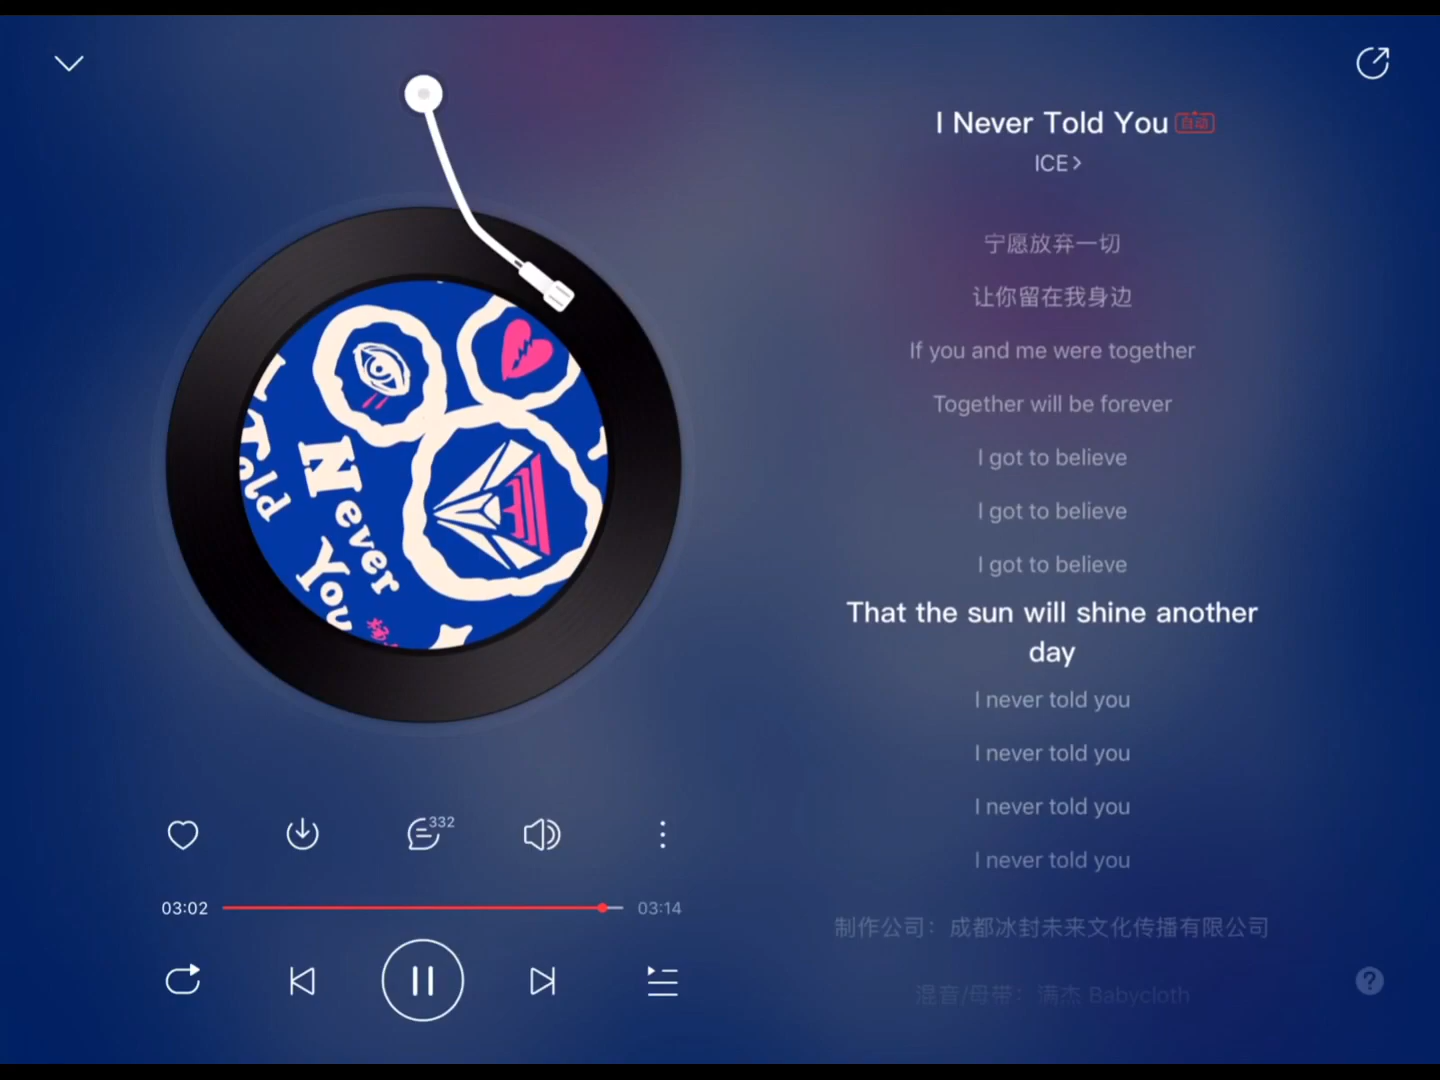 I Never Told You 自动
ICE
宁愿放弃一切
让你留在我身边
If you and me were together
Together will be forever
I got to believe
I got to believe
I got to believe
That the sun will shine another
day
I never told you
I never told you
I never told you
I never told you
制作公司：成都冰封未来文化传播有限公司
混音/母带：满杰 Babycloth
Told
Never
You
332
03:02
03:14
?